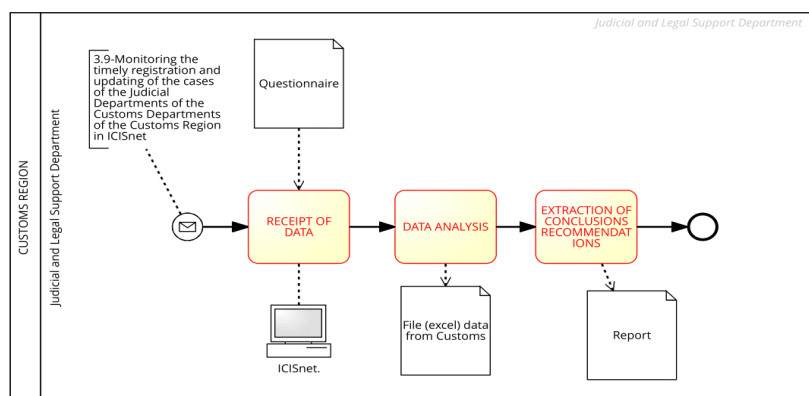 Judicial and Legal Support Department
CUSTOMS REGION
Judicial and Legal Support Department
3.9-Monitoring the
timely registration and
updating of the cases
of the Judicial
Departments of the
Customs Departments
of the Customs Region
in ICISnet
Questionnaire
RECEIPT OF
DATA
DATA ANALYSIS
EXTRACTION OF
CONCLUSIONS
RECOMMENDAT
IONS
ICISnet.
File (excel) data
from Customs
Report